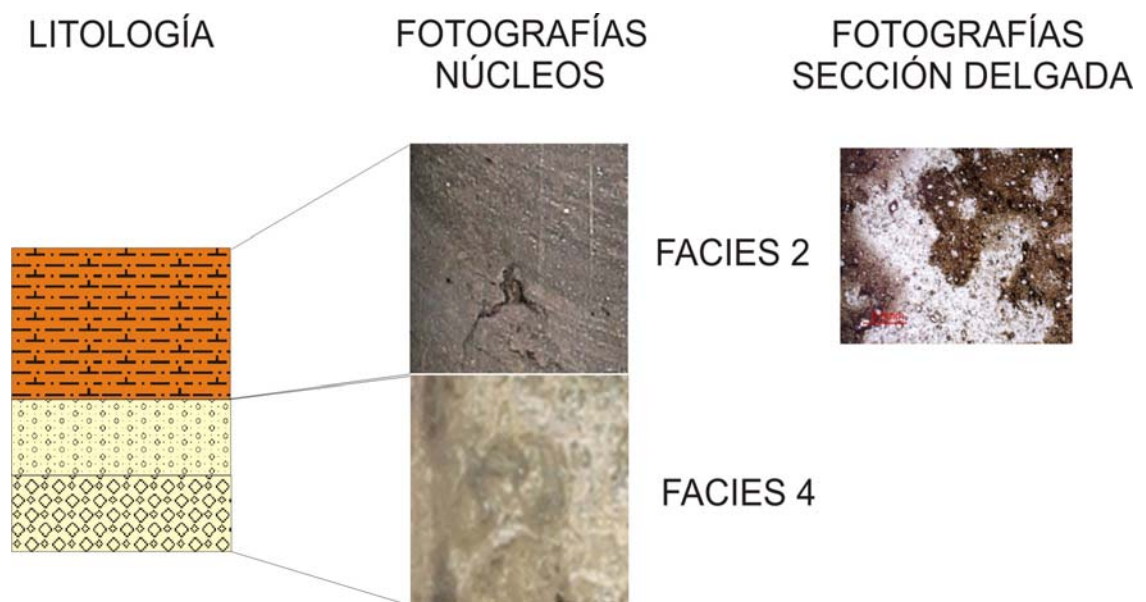 LITOLOGÍA
FOTOGRAFÍAS
NÚCLEOS
FOTOGRAFÍAS
SECCIÓN DELGADA
FACIES 2
FACIES 4